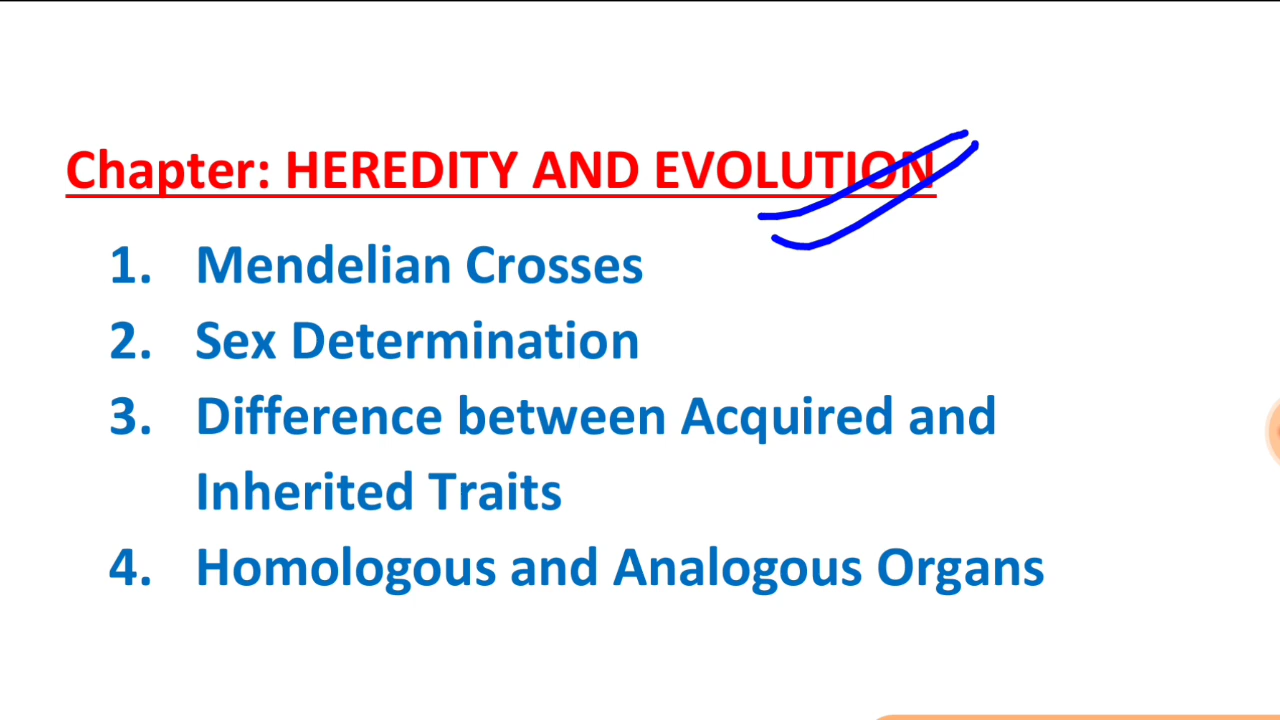 Chapter: HEREDITY AND EVOLUTION
1. Mendelian Crosses
2. Sex Determination
3. Difference between Acquired and
Inherited Traits
4. Homologous and Analogous Organs